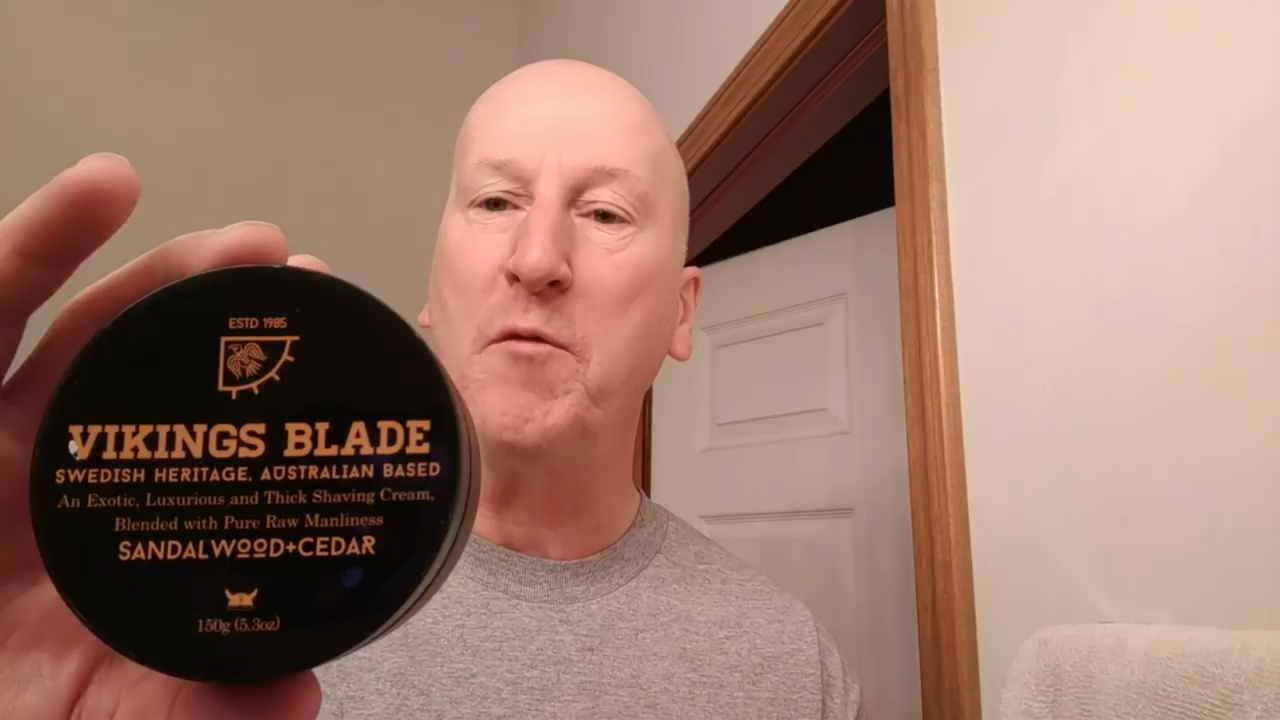 ESTD 1985
VIKINGS BLADE
SWEDISH HERITAGE, AUSTRALIAN BASED
An Exotic, Luxurious and Thick Shaving Cream,
Blended with Pure Raw Manliness
SANDALWOOD+CEDAR
150g (5.3oz)